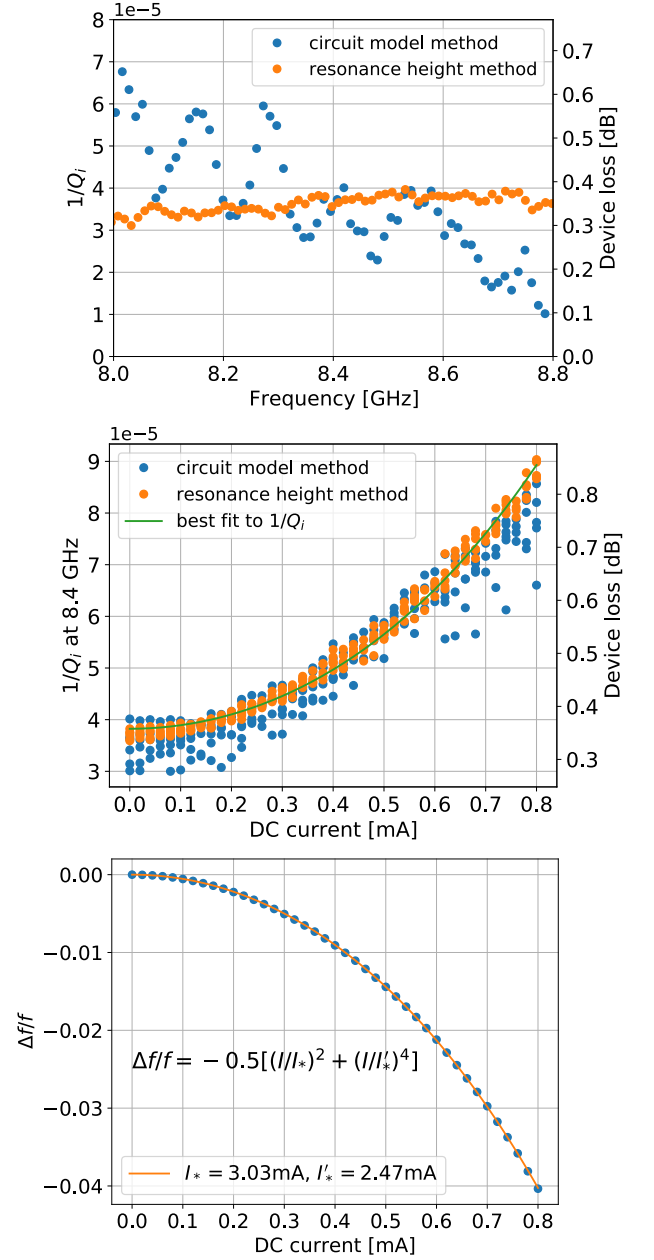 1e−5
8
7
6
5
4
3
2
1
0
1/Q_i
circuit model method
resonance height method
0.7
0.6
0.5
0.4
0.3
0.2
0.1
0.0
Device loss [dB]
8.0 8.2 8.4 8.6 8.8
Frequency [GHz]
1e−5
9
8
7
6
5
4
3
1/Q_i at 8.4 GHz
circuit model method
resonance height method
best fit to 1/Q_i
0.8
0.7
0.6
0.5
0.4
0.3
Device loss [dB]
0.0 0.1 0.2 0.3 0.4 0.5 0.6 0.7 0.8
DC current [mA]
0.00
−0.01
−0.02
−0.03
−0.04
Δf/f
Δf/f = −0.5[(I/I_*)^2 + (I/I'_*)^4]
I_* = 3.03mA, I'_* = 2.47mA
0.0 0.1 0.2 0.3 0.4 0.5 0.6 0.7 0.8
DC current [mA]